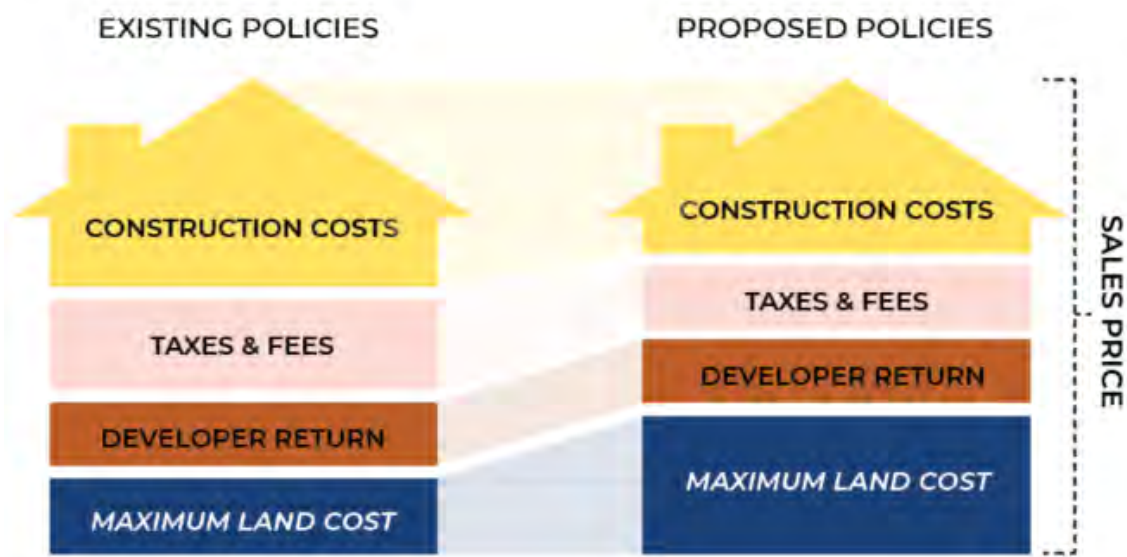 EXISTING POLICIES
PROPOSED POLICIES
CONSTRUCTION COSTS
TAXES & FEES
DEVELOPER RETURN
MAXIMUM LAND COST
CONSTRUCTION COSTS
TAXES & FEES
DEVELOPER RETURN
MAXIMUM LAND COST
SALES PRICE